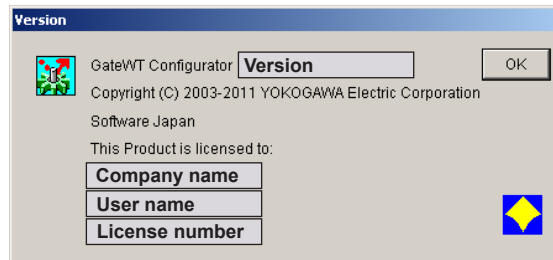 Version
GateWT Configurator Version
OK
Copyright (C) 2003-2011 YOKOGAWA Electric Corporation
Software Japan
This Product is licensed to:
Company name
User name
License number